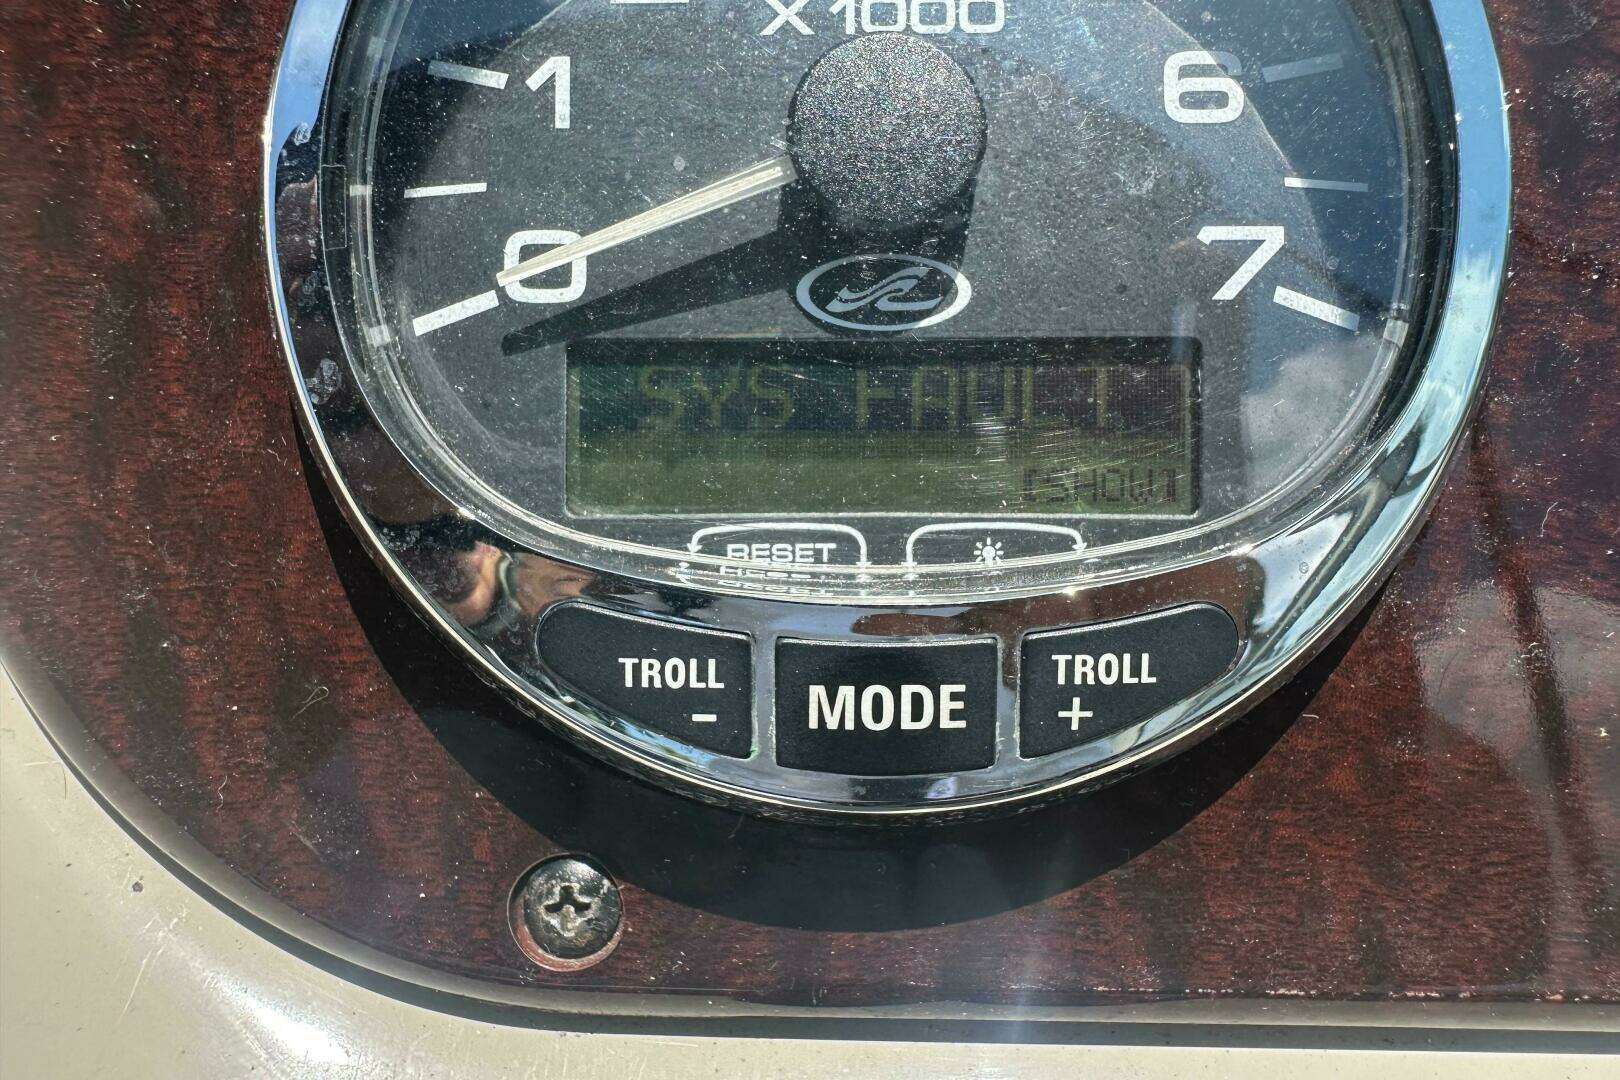 X1000
1
6
0
7
SYS FAULT
[SHOW]
RESET
TROLL
-
MODE
TROLL
+